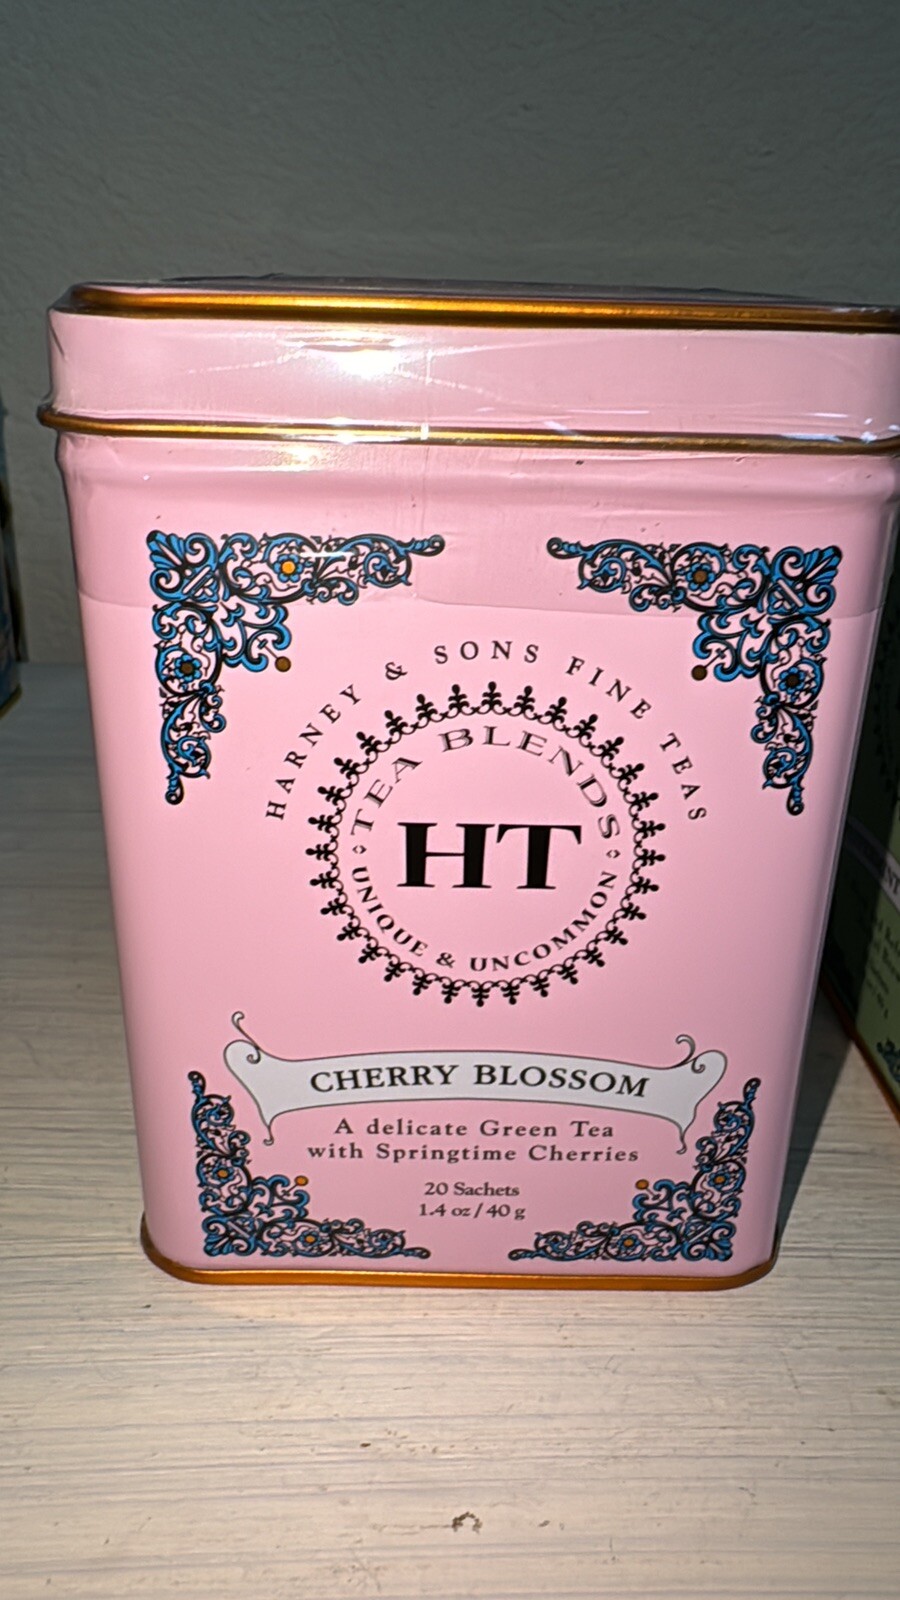 HARNEY & SONS FINE TEAS
TEA BLENDS
HT
UNIQUE & UNCOMMON
CHERRY BLOSSOM
A delicate Green Tea
with Springtime Cherries
20 Sachets
1.4 oz / 40 g